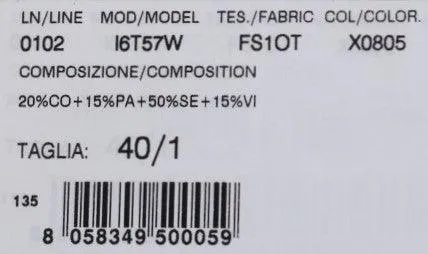 LN/LINE MOD/MODEL TES./FABRIC COL/COLOR.
0102 I6T57W FS1OT X0805
COMPOSIZIONE/COMPOSITION
20%CO+15%PA+50%SE+15%VI
TAGLIA: 40/1
135
8 058349 500059